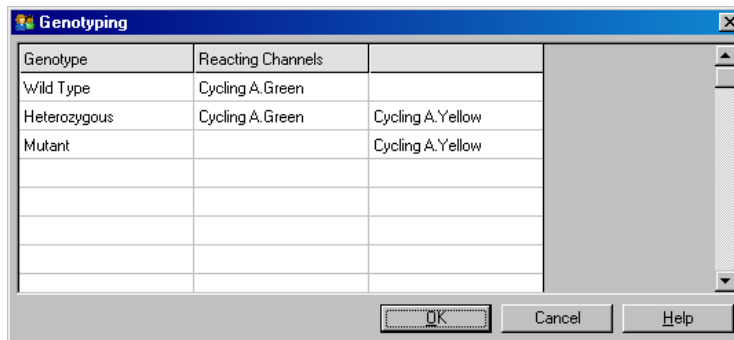 Genotyping
Genotype Reacting Channels
Wild Type Cycling A.Green
Heterozygous Cycling A.Green Cycling A.Yellow
Mutant Cycling A.Yellow
OK Cancel Help